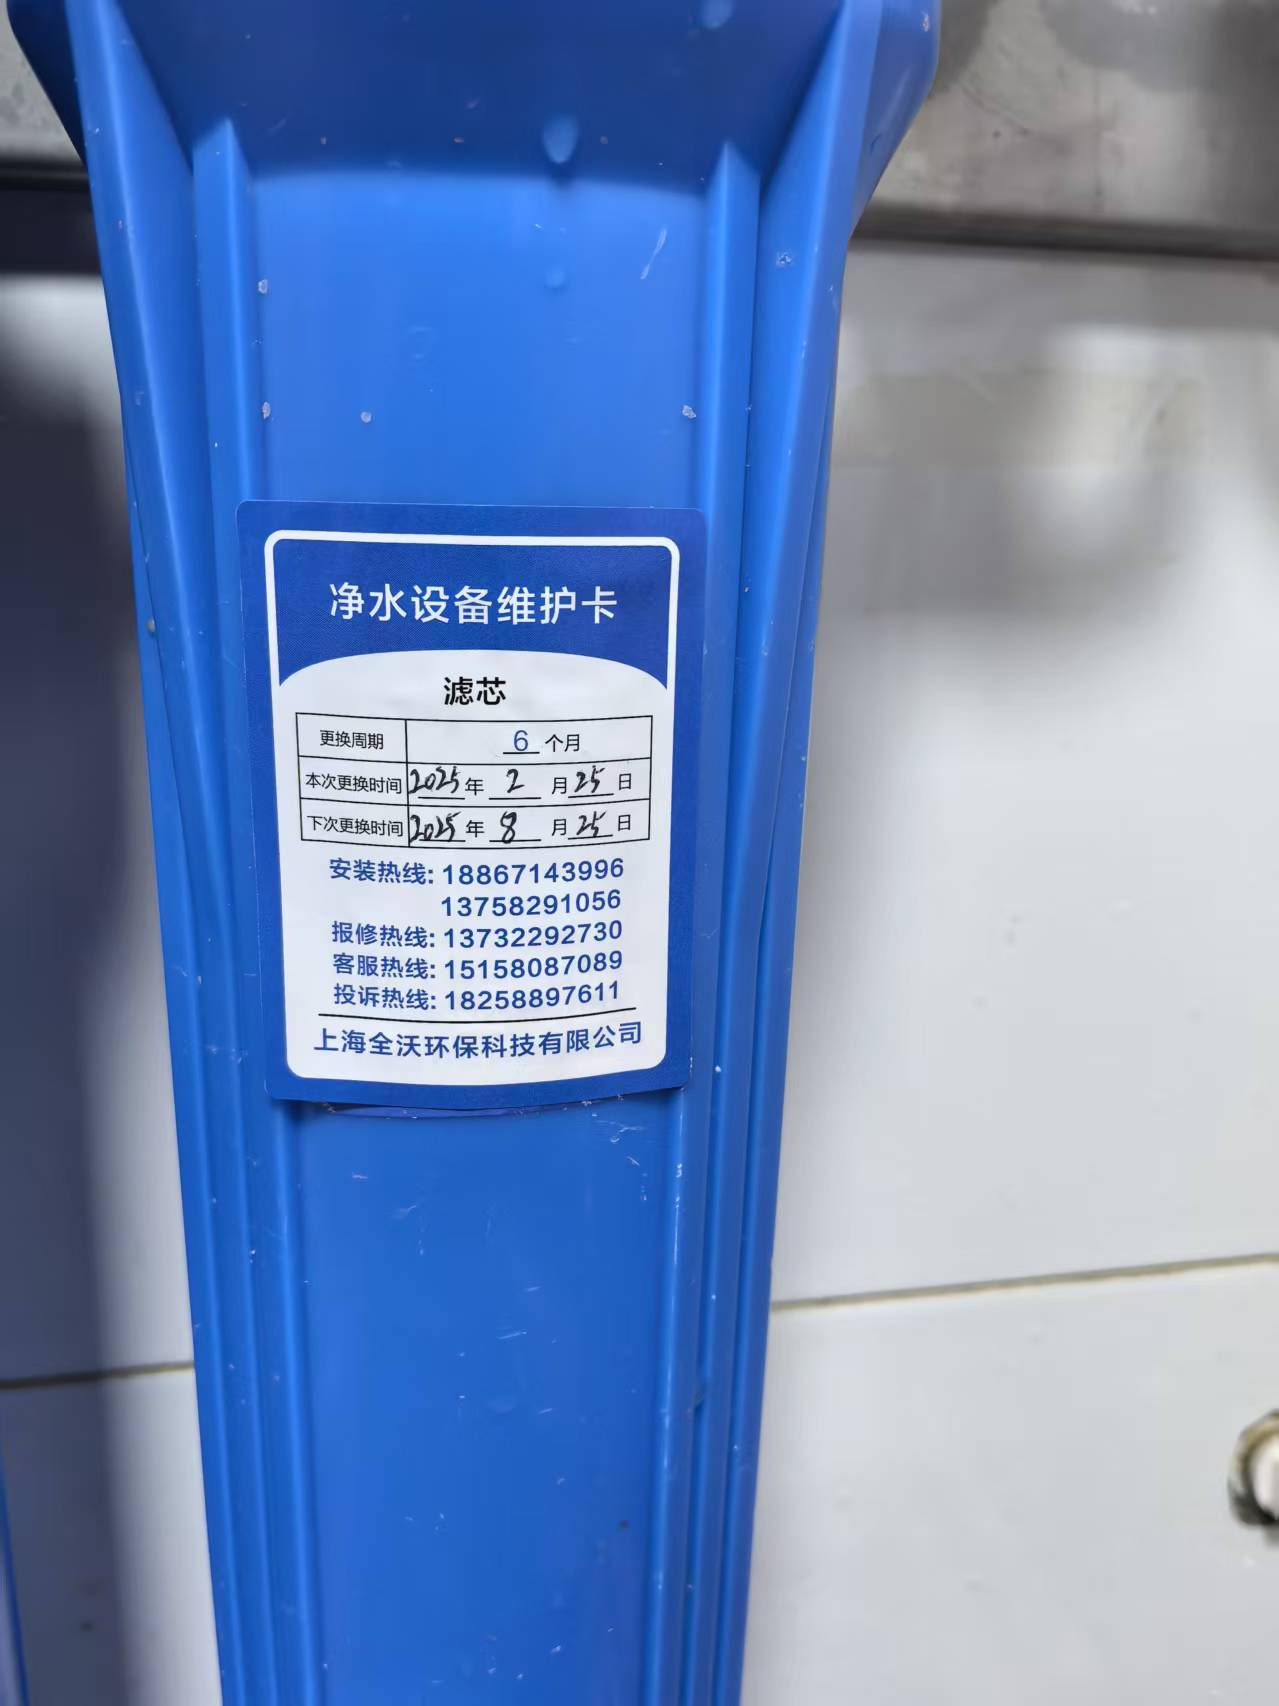 净水设备维护卡
滤芯
更换周期 6 个月
本次更换时间 2025 年 2 月 25 日
下次更换时间 2025 年 8 月 25 日
安装热线: 18867143996
13758291056
报修热线: 13732292730
客服热线: 15158087089
投诉热线: 18258897611
上海全沃环保科技有限公司